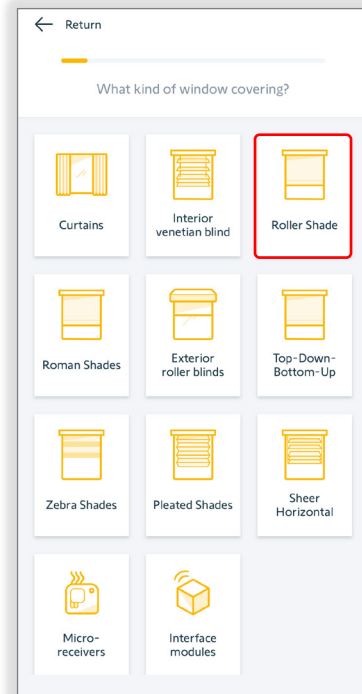 Return
What kind of window covering?
Curtains
Interior
venetian blind
Roller Shade
Roman Shades
Exterior
roller blinds
Top-Down-
Bottom-Up
Zebra Shades
Pleated Shades
Sheer
Horizontal
Micro-
receivers
Interface
modules